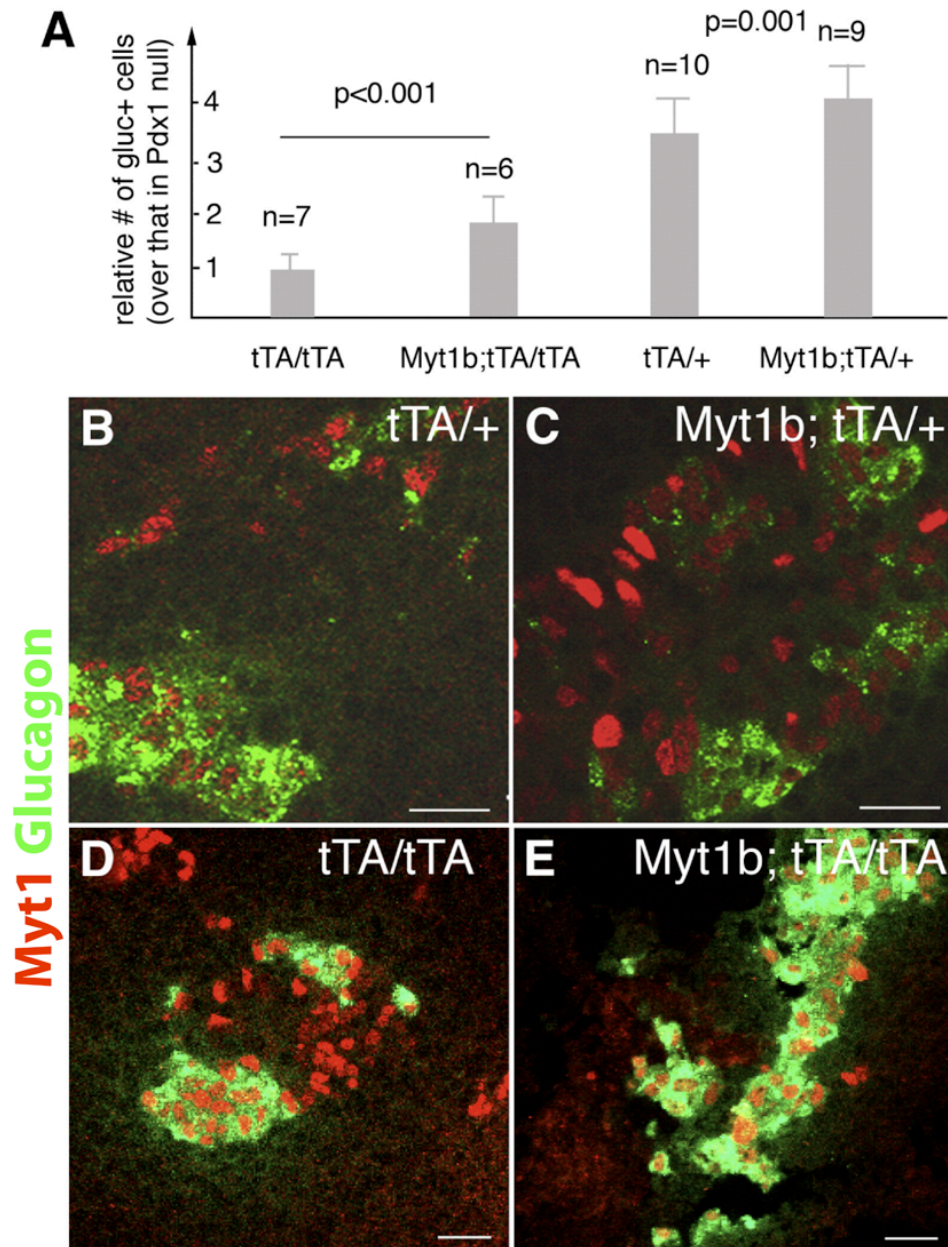 A
relative # of gluc+ cells
(over that in Pdx1 null)
4
3
2
1
p<0.001
p=0.001
n=7
n=6
n=10
n=9
tTA/tTA
Myt1b;tTA/tTA
tTA/+
Myt1b;tTA/+
Myt1 Glucagon
B
tTA/+
C
Myt1b; tTA/+
D
tTA/tTA
E
Myt1b; tTA/tTA